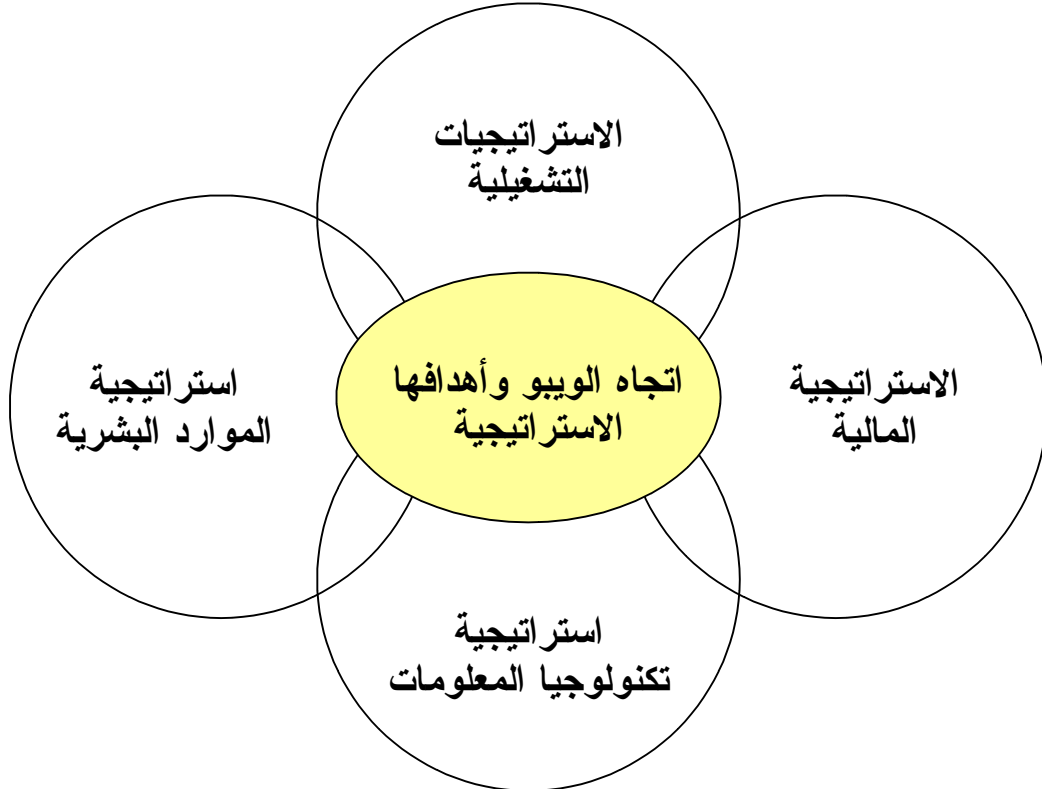 الاستراتيجيات
التشغيلية
الاستراتيجية
المالية
اتجاه الويبو وأهدافها
الاستراتيجية
استراتيجية
الموارد البشرية
استراتيجية
تكنولوجيا المعلومات